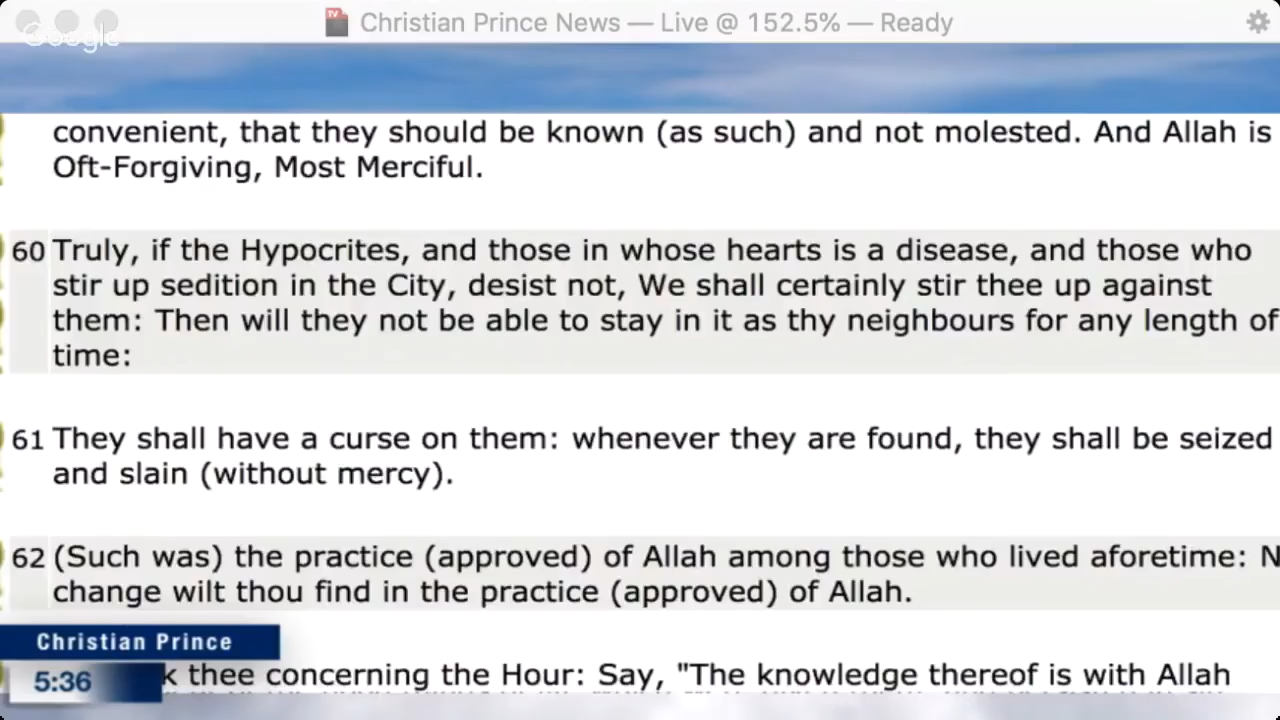 Christian Prince News — Live @ 152.5% — Ready
Google
convenient, that they should be known (as such) and not molested. And Allah is
Oft-Forgiving, Most Merciful.
60 Truly, if the Hypocrites, and those in whose hearts is a disease, and those who
stir up sedition in the City, desist not, We shall certainly stir thee up against
them: Then will they not be able to stay in it as thy neighbours for any length of
time:
61 They shall have a curse on them: whenever they are found, they shall be seized
and slain (without mercy).
62 (Such was) the practice (approved) of Allah among those who lived aforetime: N
change wilt thou find in the practice (approved) of Allah.
Christian Prince
5:36
k thee concerning the Hour: Say, "The knowledge thereof is with Allah